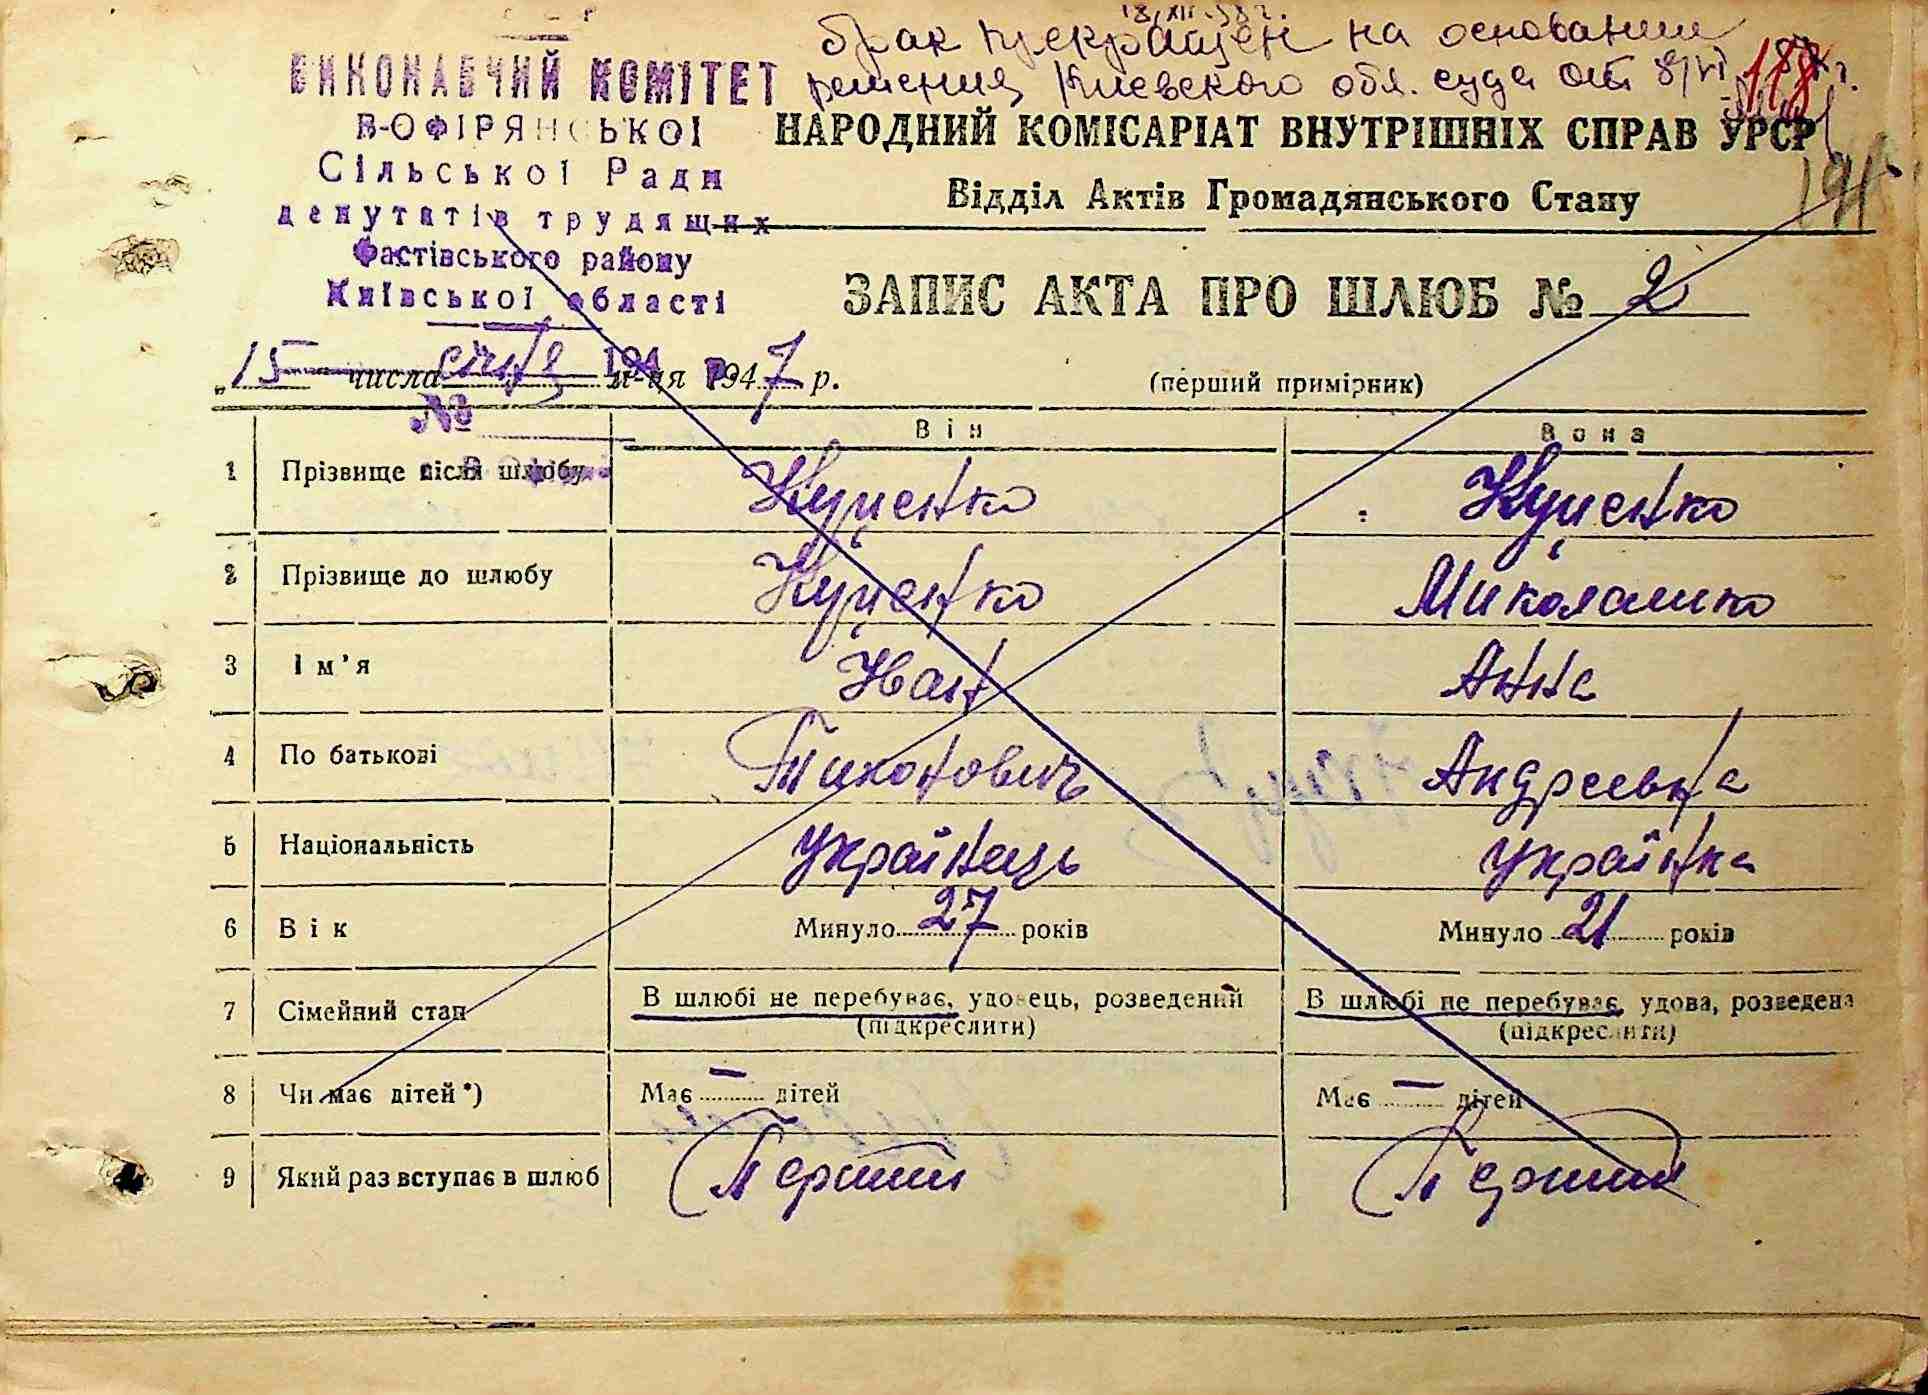 18/XII-58 г.
брак прекращен на основании
решения Киевского обл. суда от 8/VI
188
191
ВИКОНАВЧИЙ КОМІТЕТ
В-ОФІРЯНСЬКОЇ
Сільської Ради
депутатів трудящих
Фастівського району
Київської області
№
НАРОДНИЙ КОМІСАРІАТ ВНУТРІШНІХ СПРАВ УРСР
Відділ Актів Громадянського Стану
ЗАПИС АКТА ПРО ШЛЮБ № 2
"15 числа січня м-ця 1947 р.
(перший примірник)
Він Вона
1 Прізвище після шлюбу Куценко Куценко
2 Прізвище до шлюбу Куценко Миколаенко
3 Ім'я Іван Анна
4 По батькові Тихонович Андреевна
5 Національність Українець Українка
6 Вік Минуло 27 років Минуло 21 років
7 Сімейний стан В шлюбі не перебуває, удовець, розведений В шлюбі не перебуває, удова, розведена
(підкреслити) (підкреслити)
8 Чи має дітей*) Має — дітей Має — дітей
9 Який раз вступає в шлюб Перший Перший